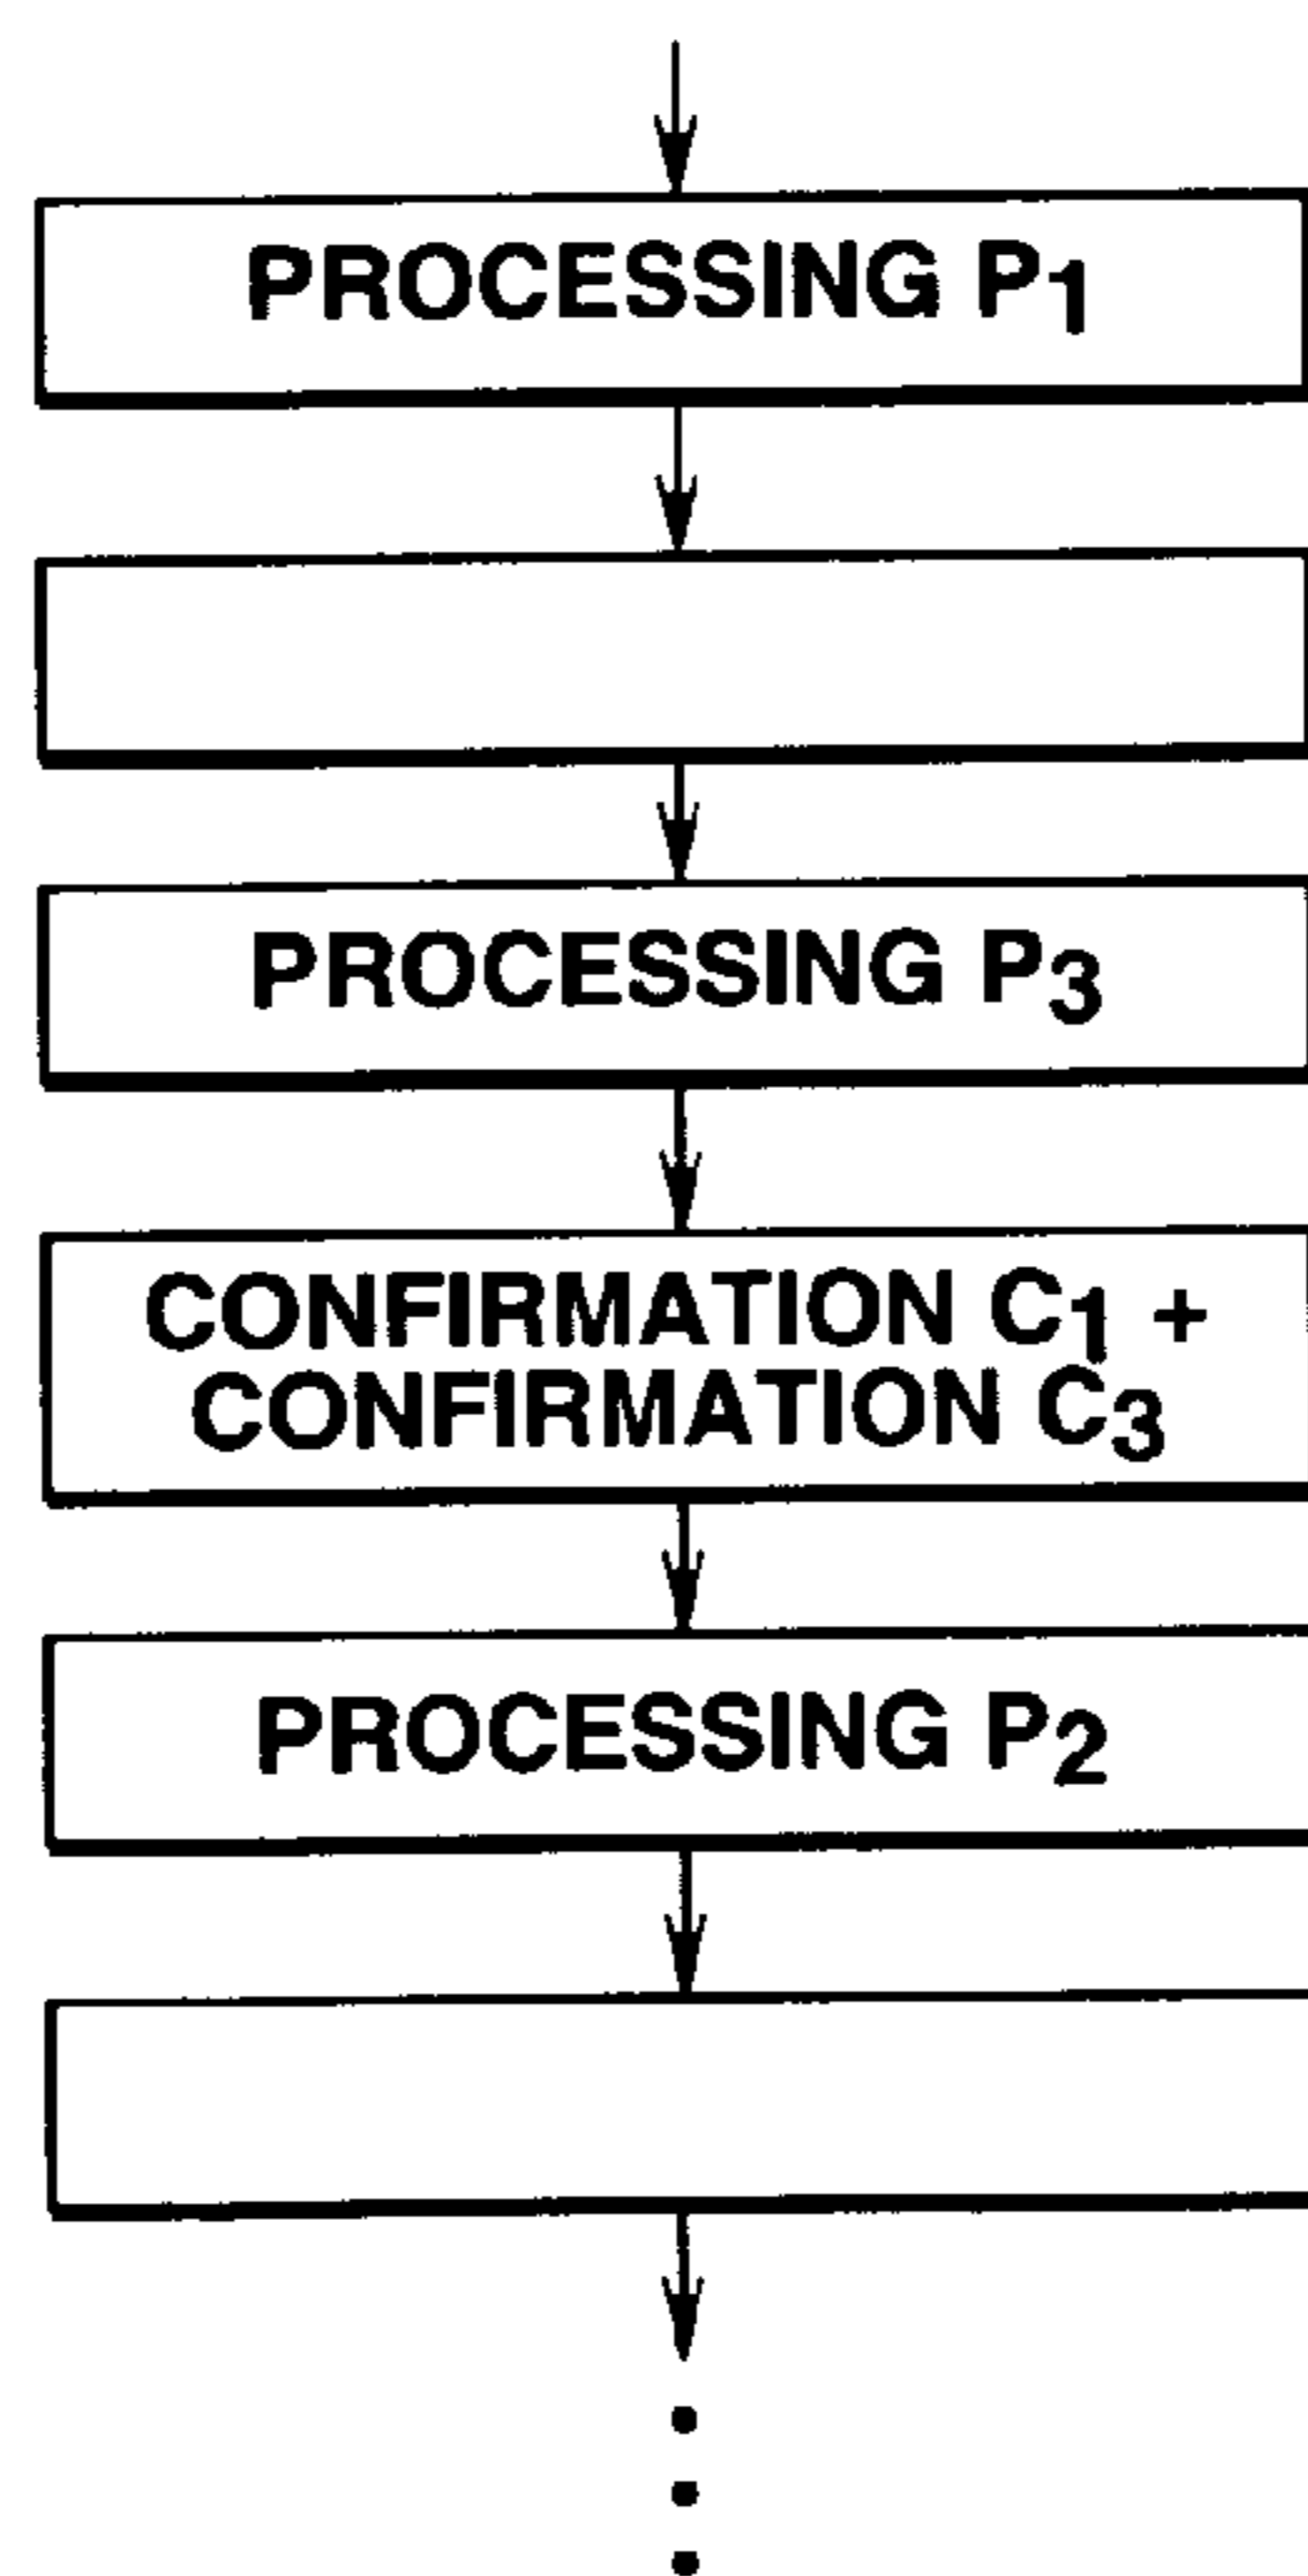 PROCESSING P1
PROCESSING P3
CONFIRMATION C1 +
CONFIRMATION C3
PROCESSING P2